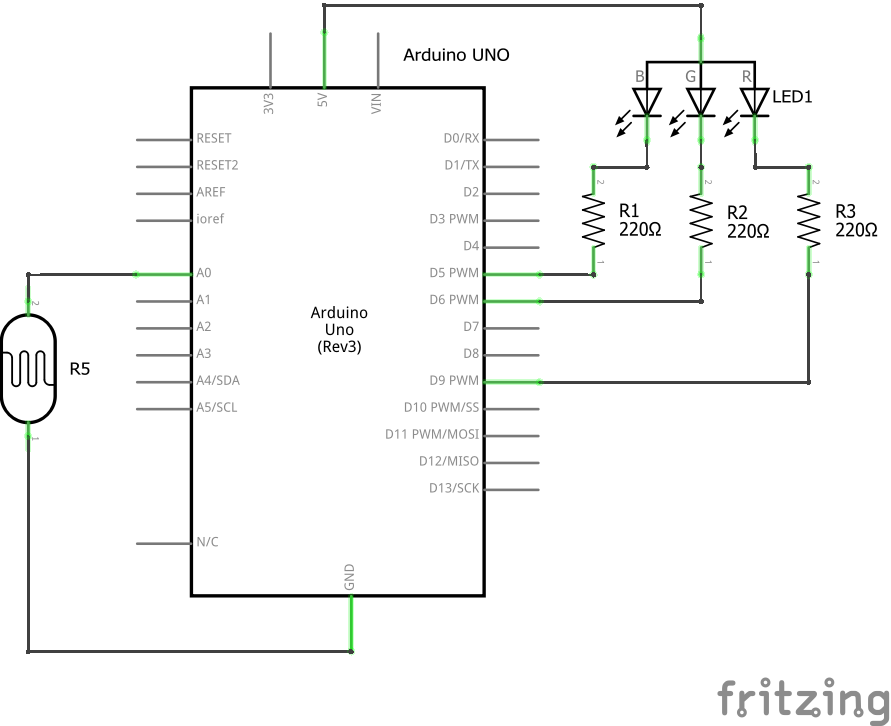 Arduino UNO
3V3
5V
VIN
B
G
R
LED1
RESET
RESET2
AREF
ioref
A0
A1
A2
A3
A4/SDA
A5/SCL
N/C
Arduino
Uno
(Rev3)
D0/RX
D1/TX
D2
D3 PWM
D4
D5 PWM
D6 PWM
D7
D8
D9 PWM
D10 PWM/SS
D11 PWM/MOSI
D12/MISO
D13/SCK
GND
2
R1
220Ω
1
2
R2
220Ω
1
2
R3
220Ω
1
2
R5
1
fritzing